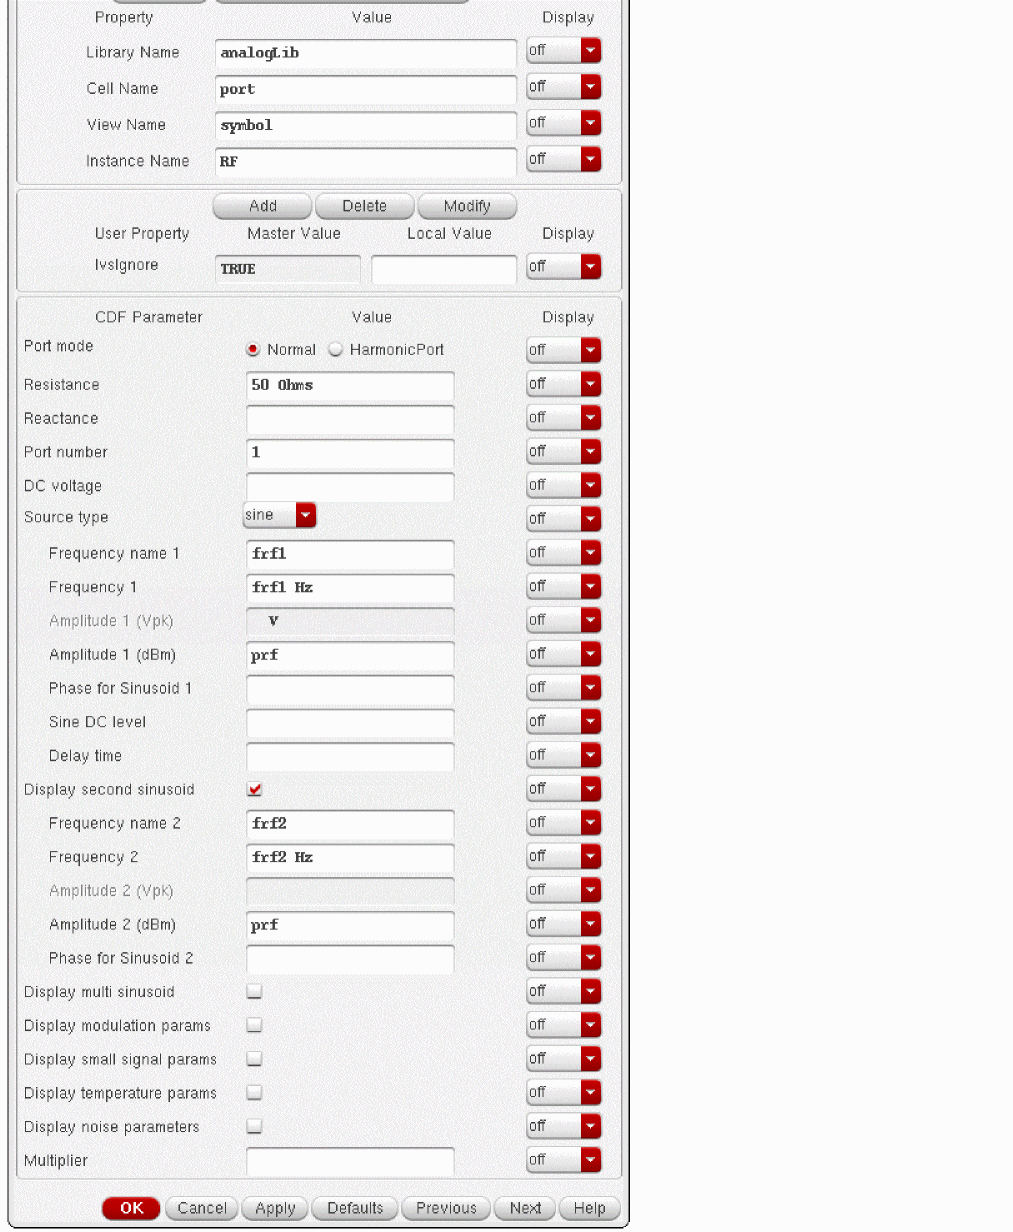 Property Value Display
Library Name analogLib off
Cell Name port off
View Name symbol off
Instance Name RF off
Add Delete Modify
User Property Master Value Local Value Display
lvsIgnore TRUE off
CDF Parameter Value Display
Port mode Normal HarmonicPort off
Resistance 50 Ohms off
Reactance off
Port number 1 off
DC voltage off
Source type sine off
Frequency name 1 frf1 off
Frequency 1 frf1 Hz off
Amplitude 1 (Vpk) V off
Amplitude 1 (dBm) prf off
Phase for Sinusoid 1 off
Sine DC level off
Delay time off
Display second sinusoid off
Frequency name 2 frf2 off
Frequency 2 frf2 Hz off
Amplitude 2 (Vpk) off
Amplitude 2 (dBm) prf off
Phase for Sinusoid 2 off
Display multi sinusoid off
Display modulation params off
Display small signal params off
Display temperature params off
Display noise parameters off
Multiplier off
OK Cancel Apply Defaults Previous Next Help